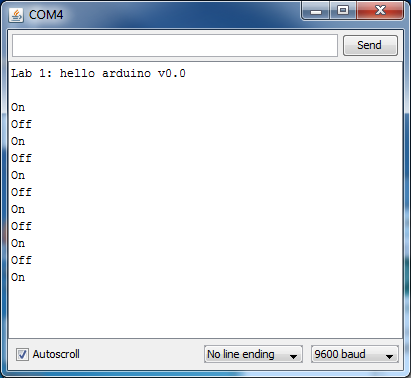 COM4
Send
Lab 1: hello arduino v0.0
On
Off
On
Off
On
Off
On
Off
On
Off
On
Autoscroll
No line ending
9600 baud